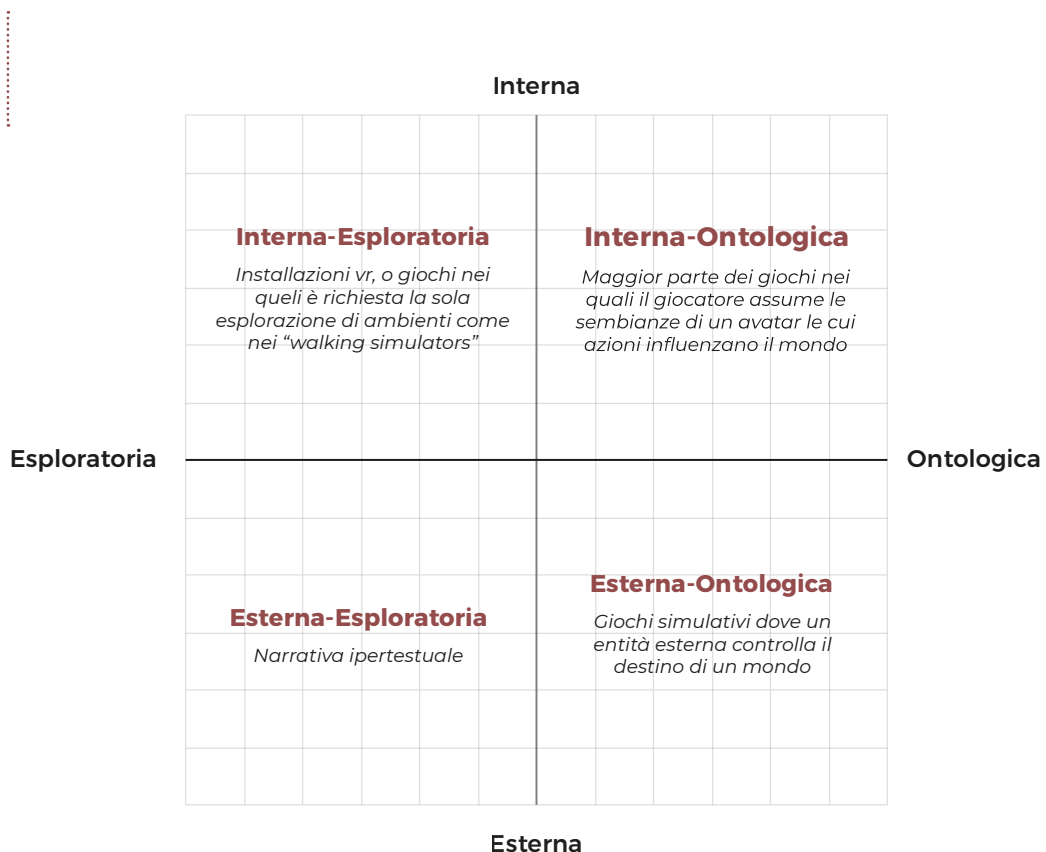 Interna
Interna-Esploratoria
Installazioni vr, o giochi nei
queli è richiesta la sola
esplorazione di ambienti come
nei “walking simulators”
Interna-Ontologica
Maggior parte dei giochi nei
quali il giocatore assume le
sembianze di un avatar le cui
azioni influenzano il mondo
Esploratoria
Ontologica
Esterna-Esploratoria
Narrativa ipertestuale
Esterna-Ontologica
Giochi simulativi dove un
entità esterna controlla il
destino di un mondo
Esterna